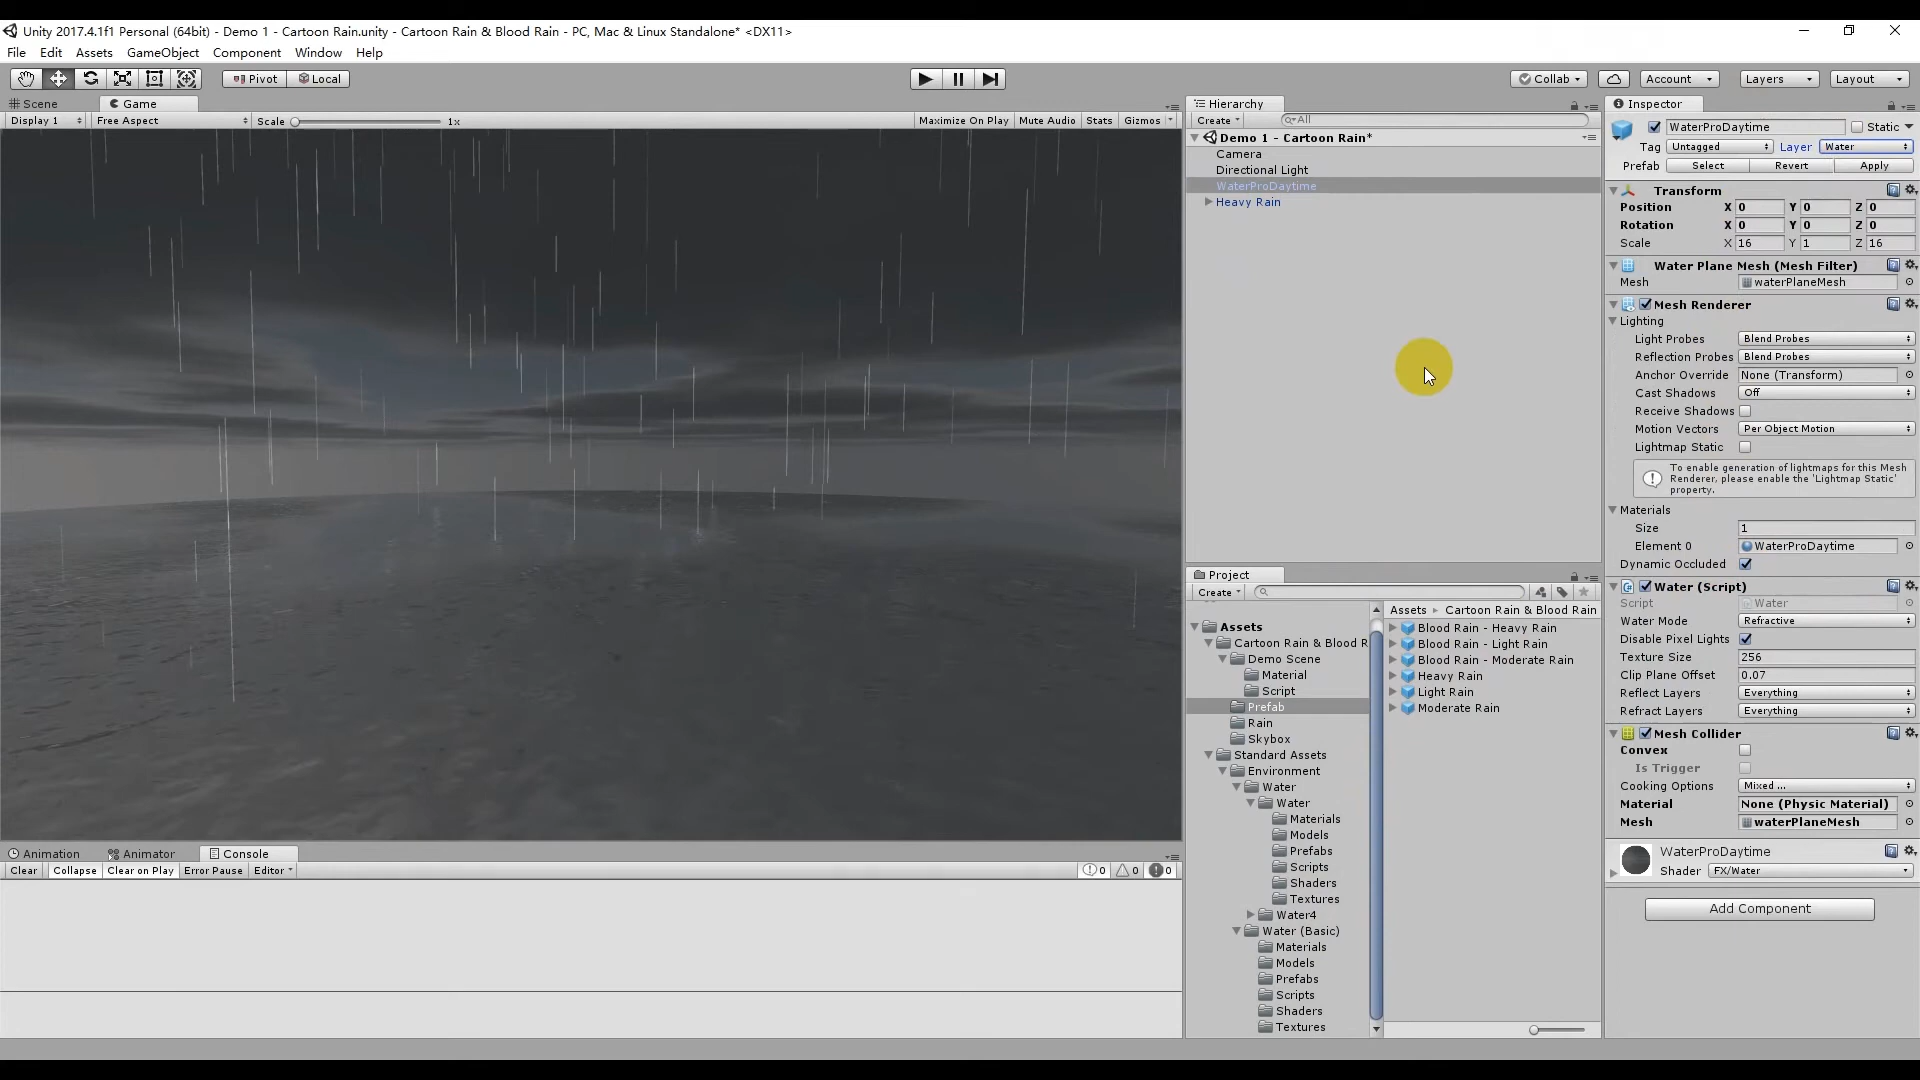 Unity 2017.4.1f1 Personal (64bit) - Demo 1 - Cartoon Rain.unity - Cartoon Rain & Blood Rain - PC, Mac & Linux Standalone* <DX11>
File Edit Assets GameObject Component Window Help
Pivot Local Collab Account Layers Layout
Scene Game
Display 1 Free Aspect Scale 1x Maximize On Play Mute Audio Stats Gizmos
Hierarchy
Create All
Demo 1 - Cartoon Rain*
Camera
Directional Light
WaterProDaytime
Heavy Rain
Project
Create
Assets
Cartoon Rain & Blood R
Demo Scene
Material
Script
Prefab
Rain
Skybox
Standard Assets
Environment
Water
Water
Materials
Models
Prefabs
Scripts
Shaders
Textures
Water4
Water (Basic)
Materials
Models
Prefabs
Scripts
Shaders
Textures
Assets Cartoon Rain & Blood Rain
Blood Rain - Heavy Rain
Blood Rain - Light Rain
Blood Rain - Moderate Rain
Heavy Rain
Light Rain
Moderate Rain
Animation Animator Console
Clear Collapse Clear on Play Error Pause Editor 0 0 0
Inspector
WaterProDaytime Static
Tag Untagged Layer Water
Prefab Select Revert Apply
Transform
Position X 0 Y 0 Z 0
Rotation X 0 Y 0 Z 0
Scale X 16 Y 1 Z 16
Water Plane Mesh (Mesh Filter)
Mesh waterPlaneMesh
Mesh Renderer
Lighting
Light Probes Blend Probes
Reflection Probes Blend Probes
Anchor Override None (Transform)
Cast Shadows Off
Receive Shadows
Motion Vectors Per Object Motion
Lightmap Static
To enable generation of lightmaps for this Mesh
Renderer, please enable the 'Lightmap Static'
property.
Materials
Size 1
Element 0 WaterProDaytime
Dynamic Occluded
Water (Script)
Script Water
Water Mode Refractive
Disable Pixel Lights
Texture Size 256
Clip Plane Offset 0.07
Reflect Layers Everything
Refract Layers Everything
Mesh Collider
Convex
Is Trigger
Cooking Options Mixed ...
Material None (Physic Material)
Mesh waterPlaneMesh
WaterProDaytime
Shader FX/Water
Add Component